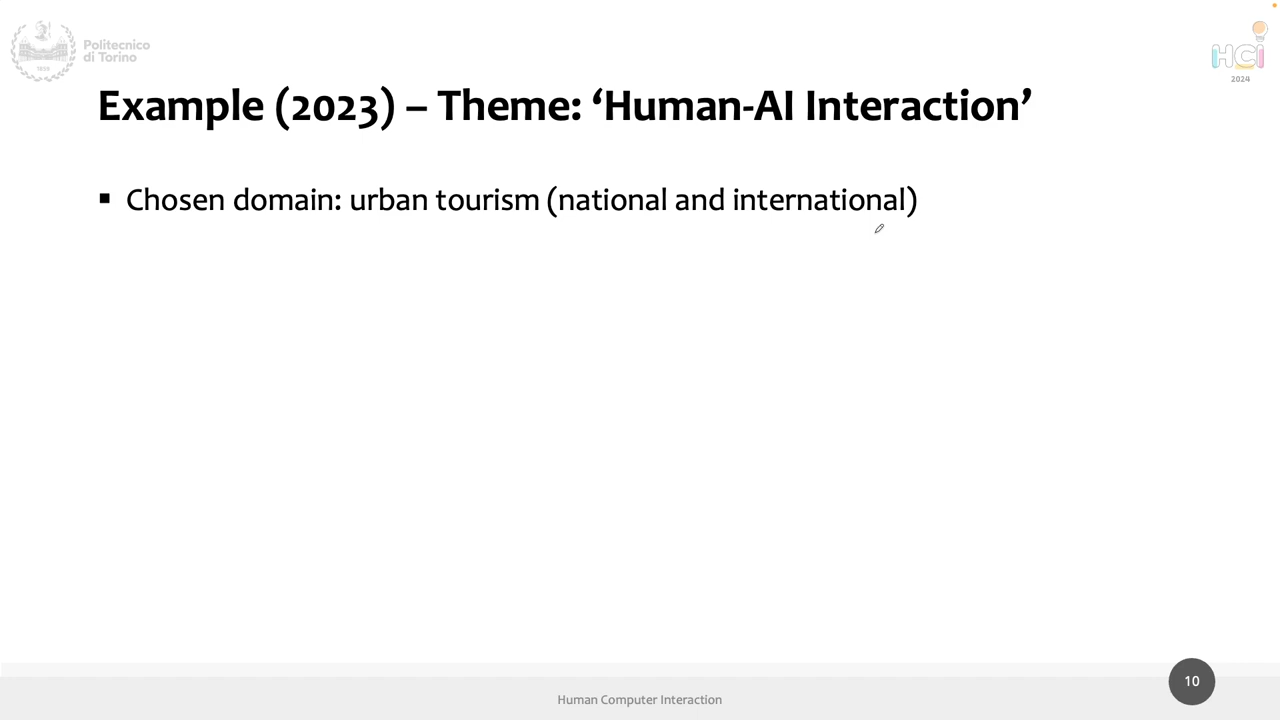 Politecnico
di Torino
1859
HCI
2024
Example (2023) – Theme: ‘Human-AI Interaction’
▪ Chosen domain: urban tourism (national and international)
Human Computer Interaction
10